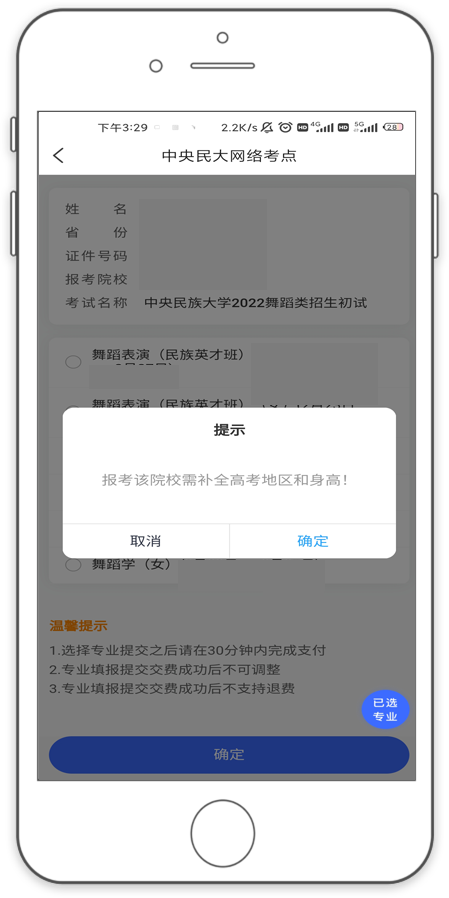 下午3:29
2.2K/s
4G
5G
28
中央民大网络考点
姓 名
省 份
证件号码
报考院校
考试名称 中央民族大学2022舞蹈类招生初试
舞蹈表演（民族英才班）
舞蹈表演（民族英才班）
提示
报考该院校需补全高考地区和身高!
取消 确定
舞蹈学（女）
温馨提示
1.选择专业提交之后请在30分钟内完成支付
2.专业填报提交交费成功后不可调整
3.专业填报提交交费成功后不支持退费
已选
专业
确定